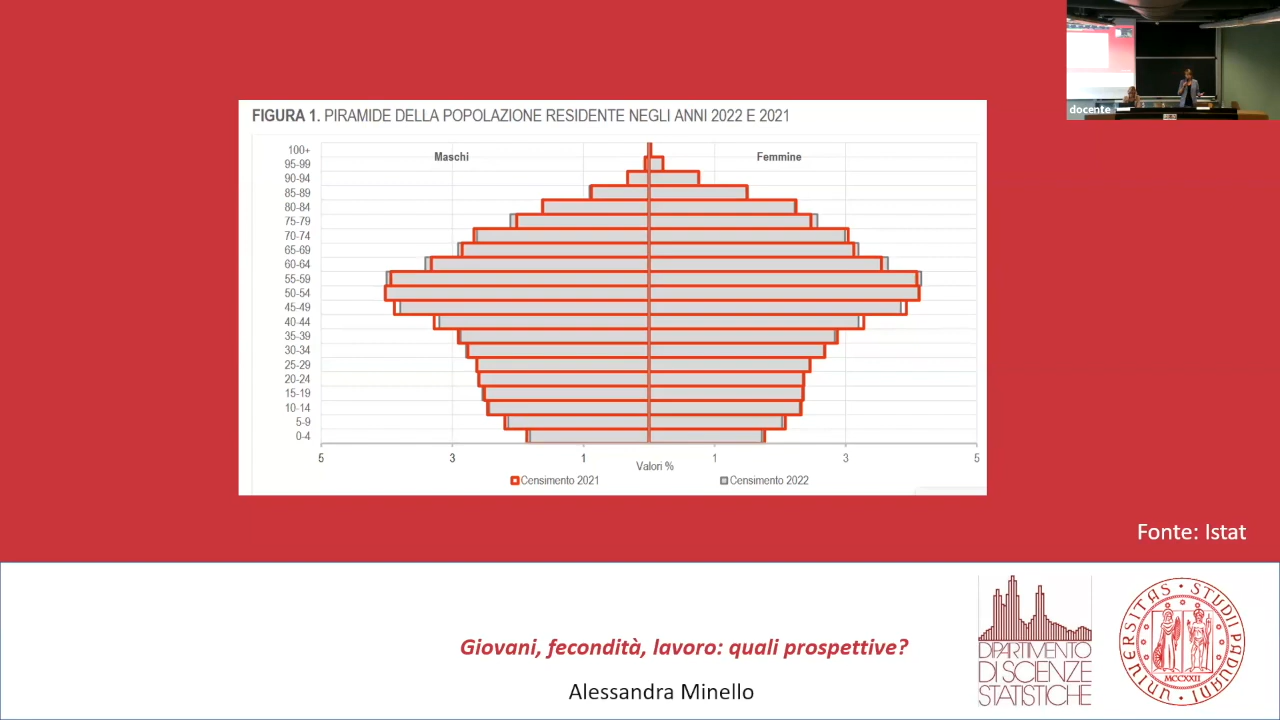 docente
FIGURA 1. PIRAMIDE DELLA POPOLAZIONE RESIDENTE NEGLI ANNI 2022 E 2021
Maschi
Femmine
100+
95-99
90-94
85-89
80-84
75-79
70-74
65-69
60-64
55-59
50-54
45-49
40-44
35-39
30-34
25-29
20-24
15-19
10-14
5-9
0-4
5 3 1 1 3 5
Valori %
Censimento 2021
Censimento 2022
Fonte: Istat
Giovani, fecondità, lavoro: quali prospettive?
Alessandra Minello
DIPARTIMENTO
DI SCIENZE
STATISTICHE
UNIVERSITAS STUDII PADUANI
MCCXXII